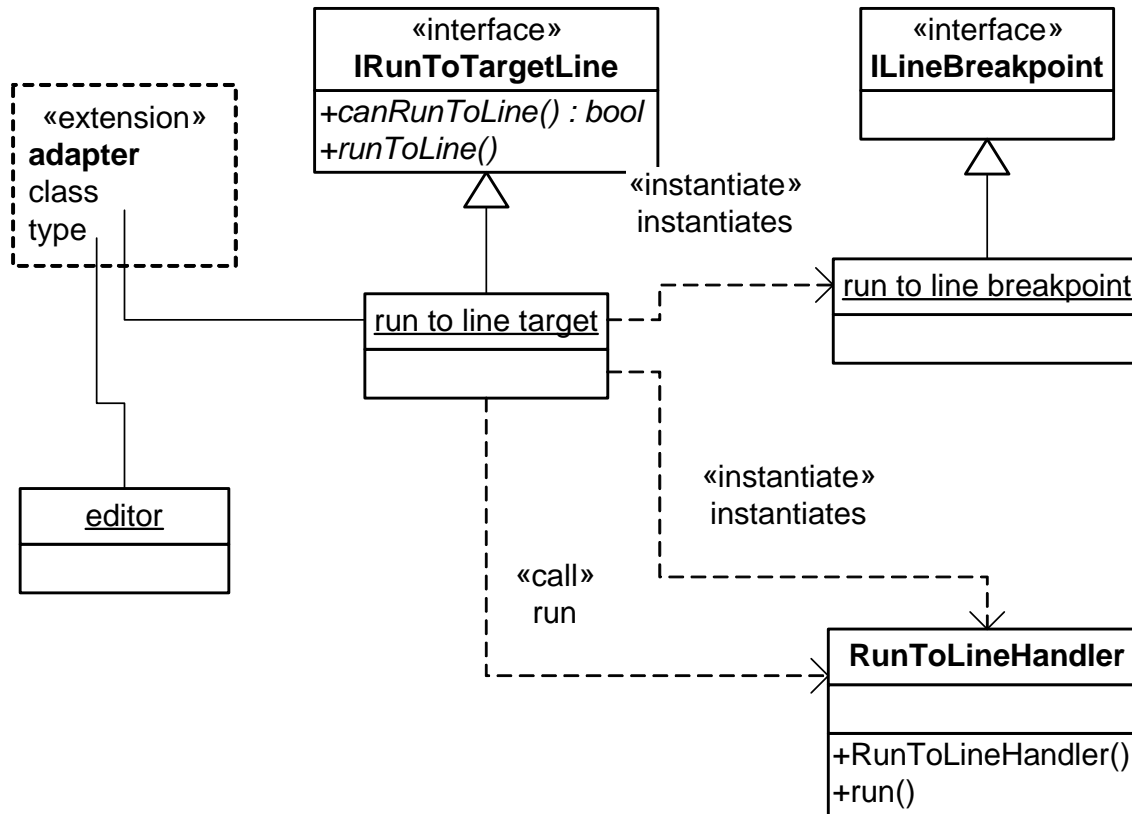 «interface»
IRunToTargetLine
+canRunToLine() : bool
+runToLine()
«interface»
ILineBreakpoint
«extension»
adapter
class
type
«instantiate»
instantiates
run to line target
run to line breakpoint
editor
«instantiate»
instantiates
«call»
run
RunToLineHandler
+RunToLineHandler()
+run()